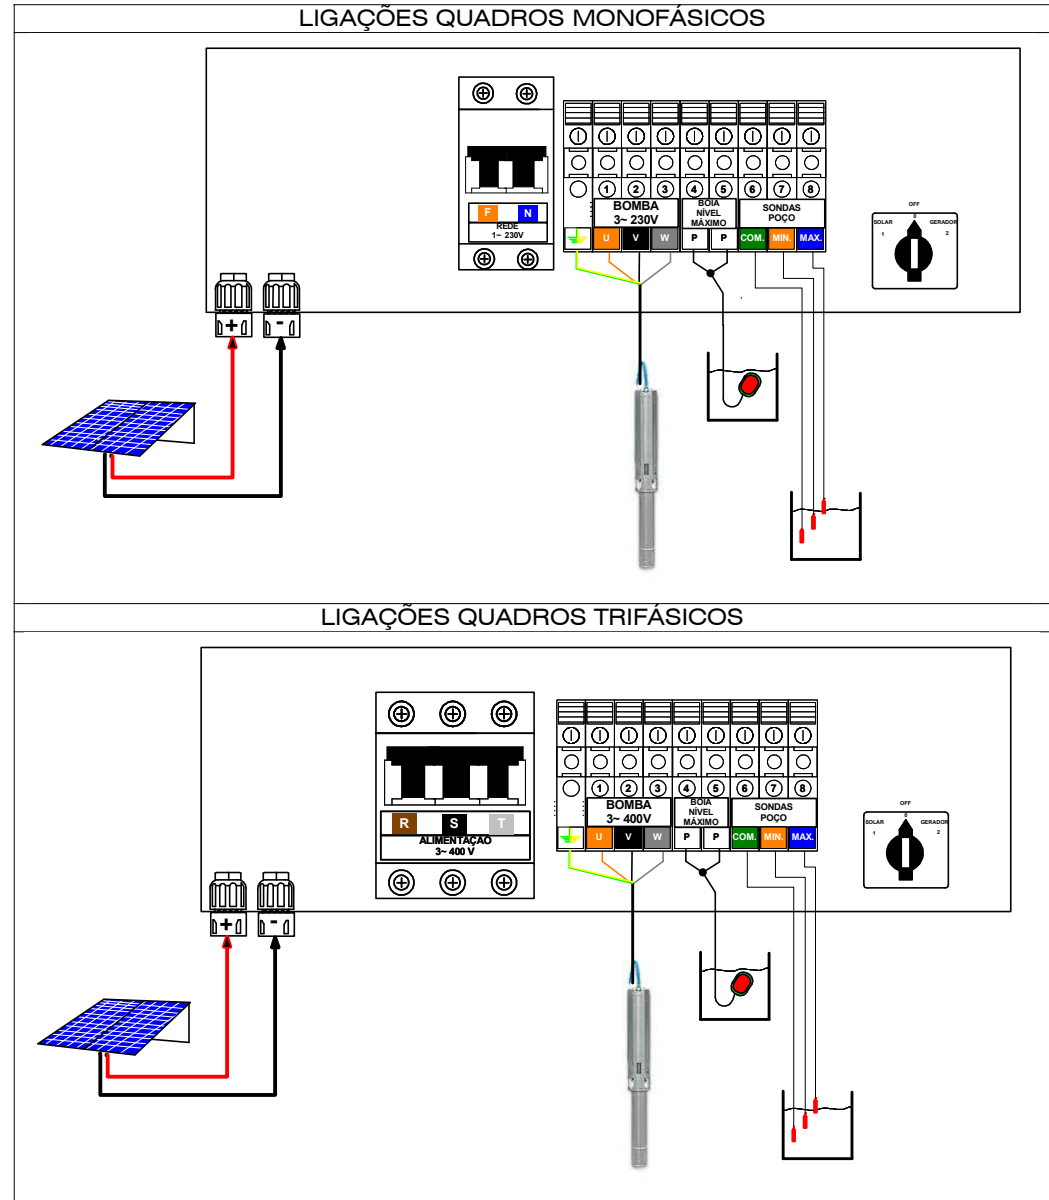 LIGAÇÕES QUADROS MONOFÁSICOS
F N
REDE
1~ 230V
1 2 3 4 5 6 7 8
BOMBA
3~ 230V
BOIA
NÍVEL
MÁXIMO
SONDAS
POÇO
U V W P P COM. MIN. MAX.
OFF
SOLAR 0 GERADOR
1 2
+ -
LIGAÇÕES QUADROS TRIFÁSICOS
R S T
ALIMENTAÇÃO
3~ 400 V
1 2 3 4 5 6 7 8
BOMBA
3~ 400V
BOIA
NÍVEL
MÁXIMO
SONDAS
POÇO
U V W P P COM. MIN. MAX.
OFF
SOLAR 0 GERADOR
1 2
+ -